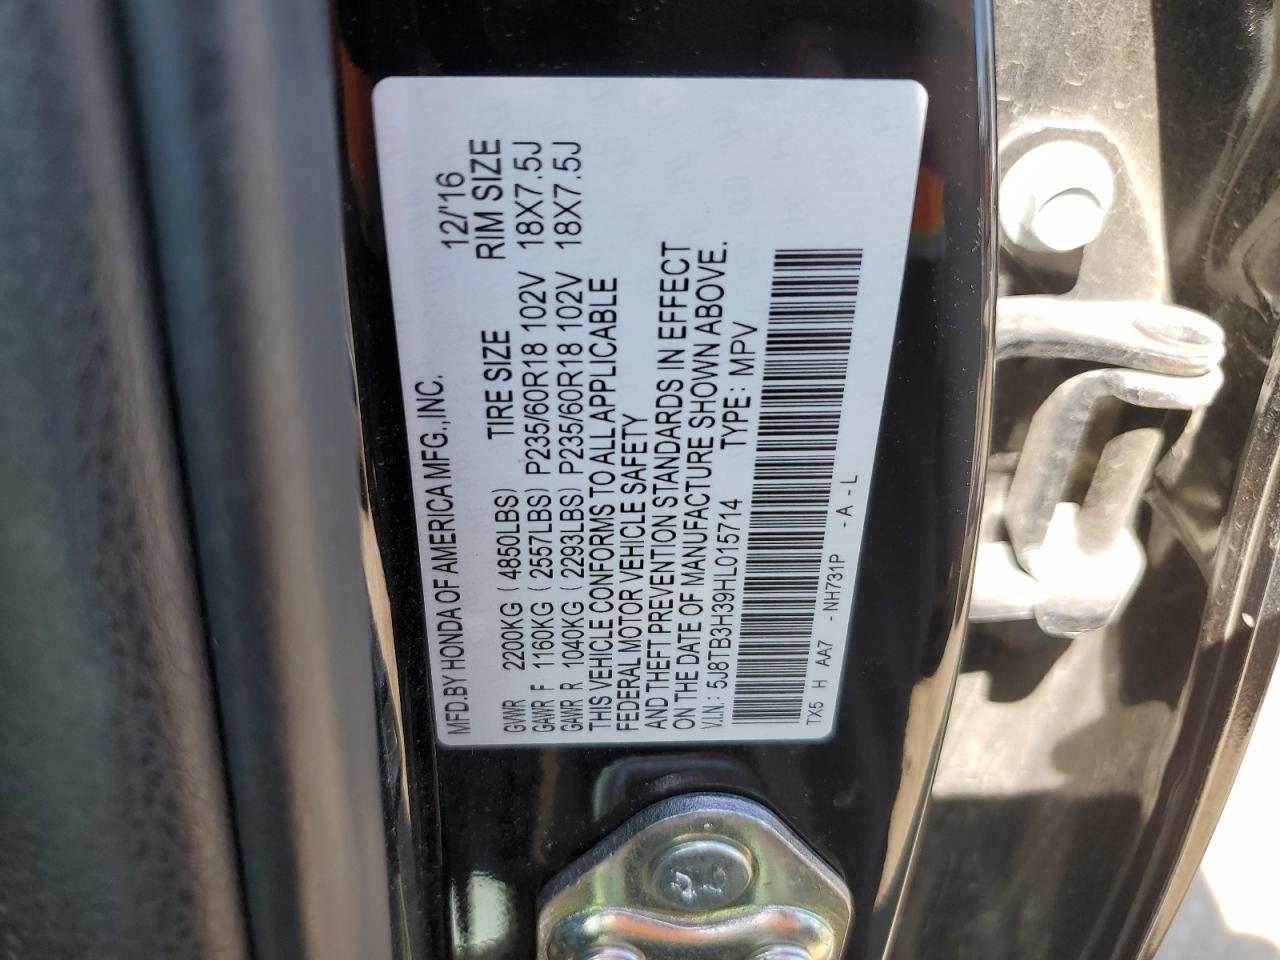 MFD.BY HONDA OF AMERICA MFG.,INC. 12/'16
TIRE SIZE RIM SIZE
GVWR 2200KG ( 4850LBS)
GAWR F 1160KG ( 2557LBS) P235/60R18 102V 18X7.5J
GAWR R 1040KG ( 2293LBS) P235/60R18 102V 18X7.5J
THIS VEHICLE CONFORMS TO ALL APPLICABLE
FEDERAL MOTOR VEHICLE SAFETY
AND THEFT PREVENTION STANDARDS IN EFFECT
ON THE DATE OF MANUFACTURE SHOWN ABOVE.
V.I.N.: 5J8TB3H39HL015714 TYPE: MPV
TX5 H AA7 -NH731P -A-L